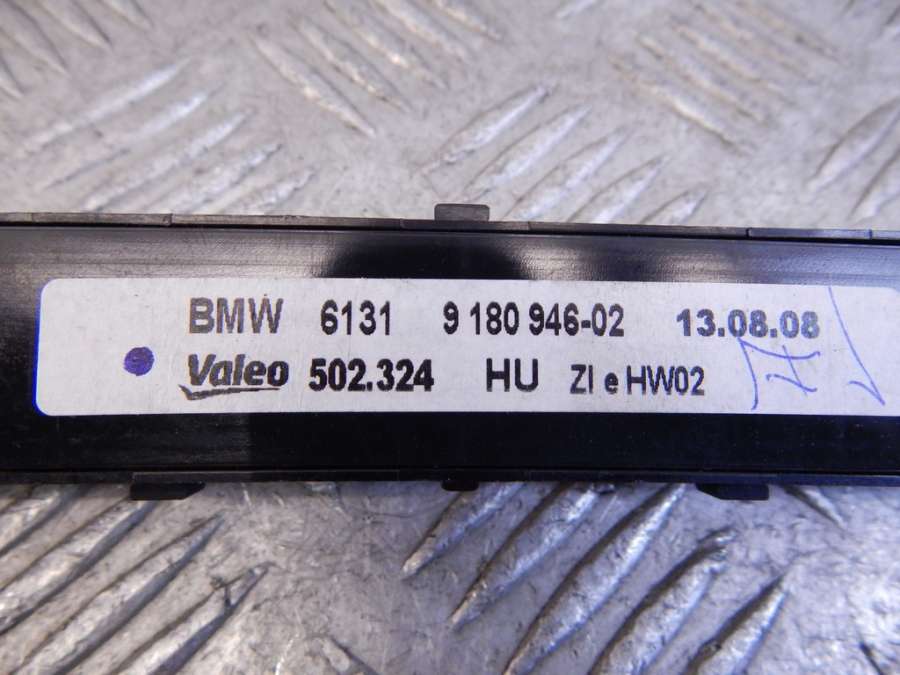 BMW 6131 9 180 946-02 13.08.08
Valeo 502.324 HU ZI e HW02